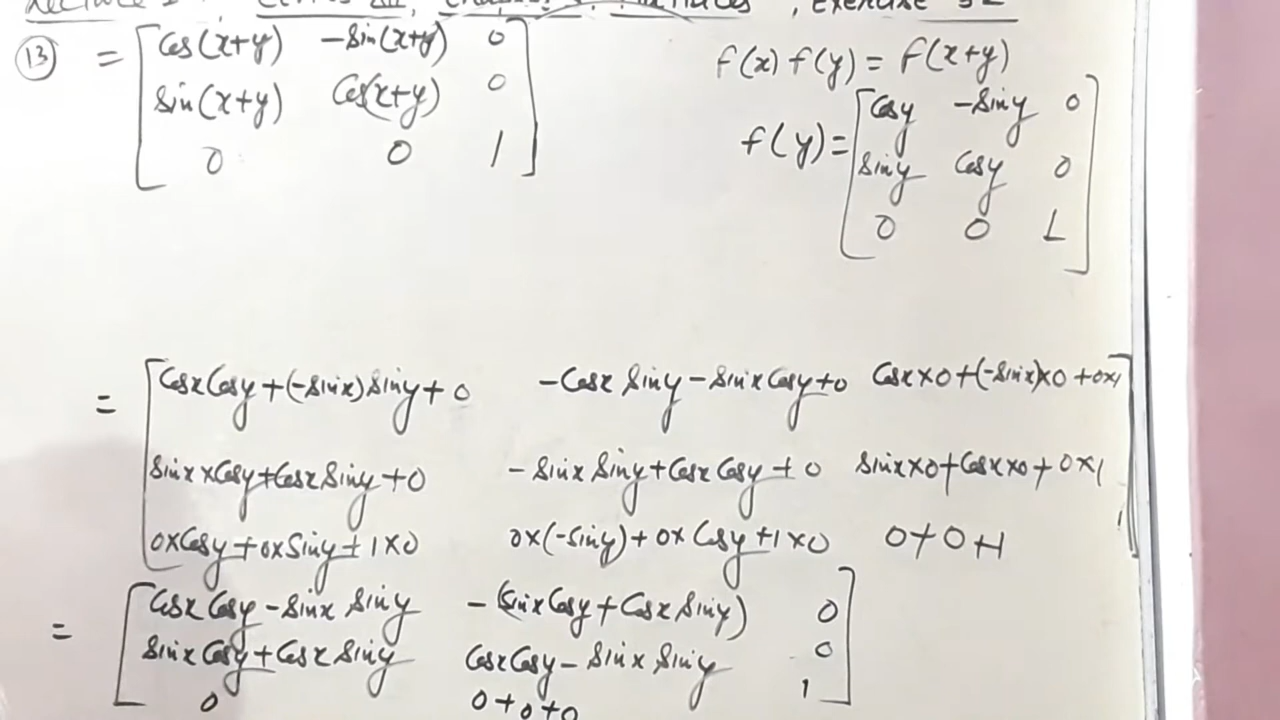 , Exercise 3.2
(13) = [cos(x+y) -sin(x+y) 0
sin(x+y) cos(x+y) 0
0 0 1]
f(x) f(y) = f(x+y)
f(y) = [cosy -siny 0
siny cosy 0
0 0 1]
= [cosx cosy + (-sinx) siny + 0 -cosx siny - sinx cosy + 0 cosx×0 + (-sinx)×0 + 0×1
sinx×cosy + cosx siny + 0 -sinx siny + cosx cosy + 0 sinx×0 + cosx×0 + 0×1
0×cosy + 0×siny + 1×0 0×(-siny) + 0×cosy + 1×0 0+0+1]
= [cosx cosy - sinx siny -(sinx cosy + cosx siny) 0
sinx cosy + cosx siny cosx cosy - sinx siny 0
0 0+0+0 1]